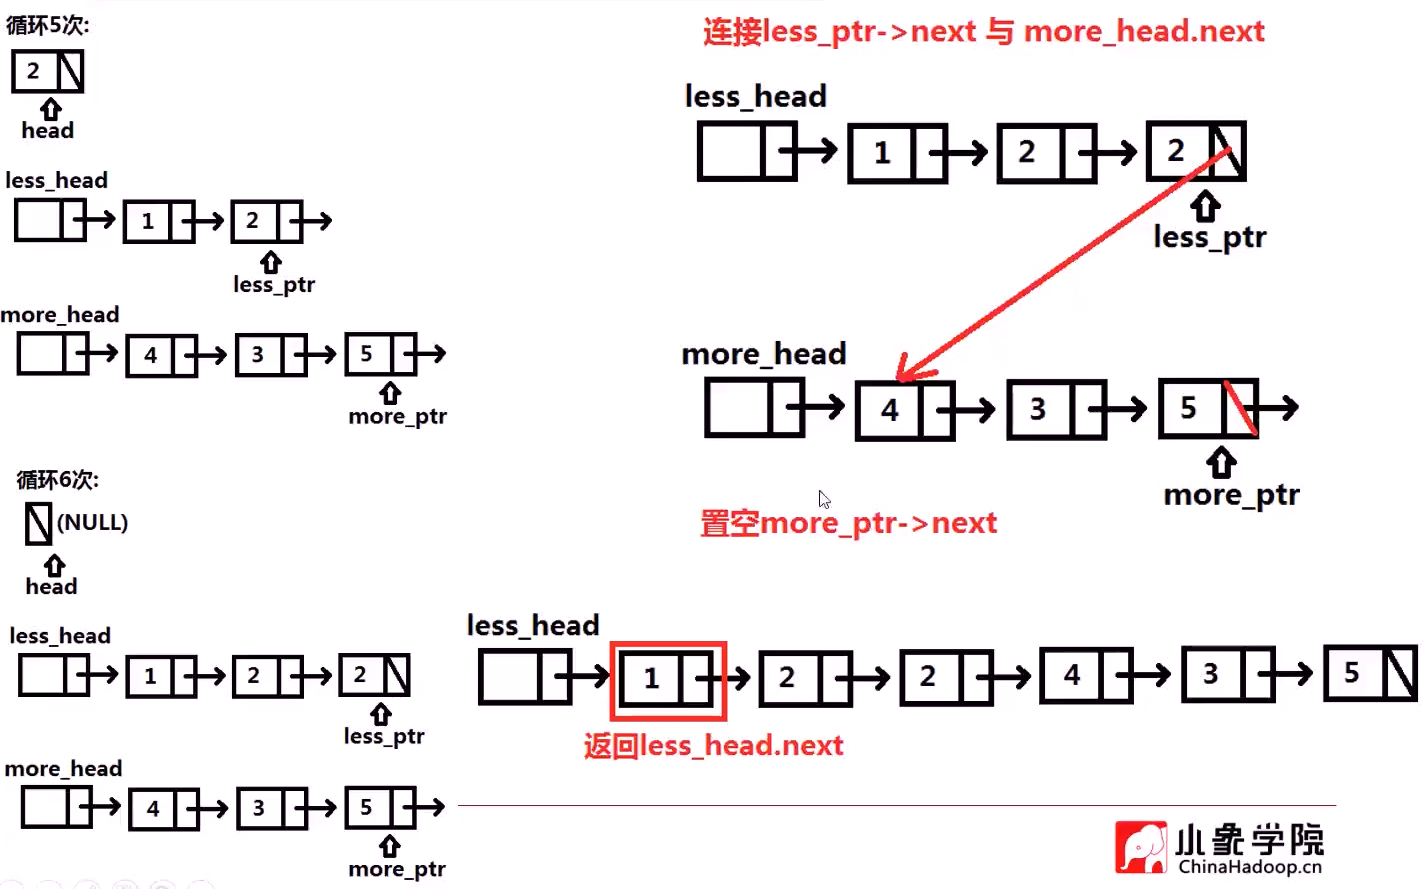 循环5次:
2
head
less_head
1 2
less_ptr
more_head
4 3 5
more_ptr
循环6次:
(NULL)
head
less_head
1 2 2
less_ptr
more_head
4 3 5
more_ptr
连接less_ptr->next 与 more_head.next
less_head
1 2 2
less_ptr
more_head
4 3 5
more_ptr
置空more_ptr->next
less_head
1 2 2 4 3 5
返回less_head.next
小象学院
ChinaHadoop.cn